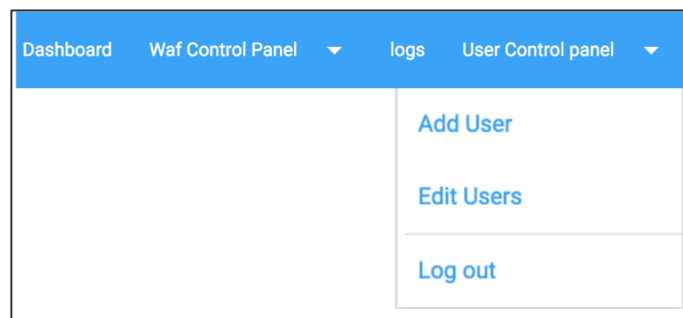 Dashboard Waf Control Panel logs User Control panel
Add User
Edit Users
Log out